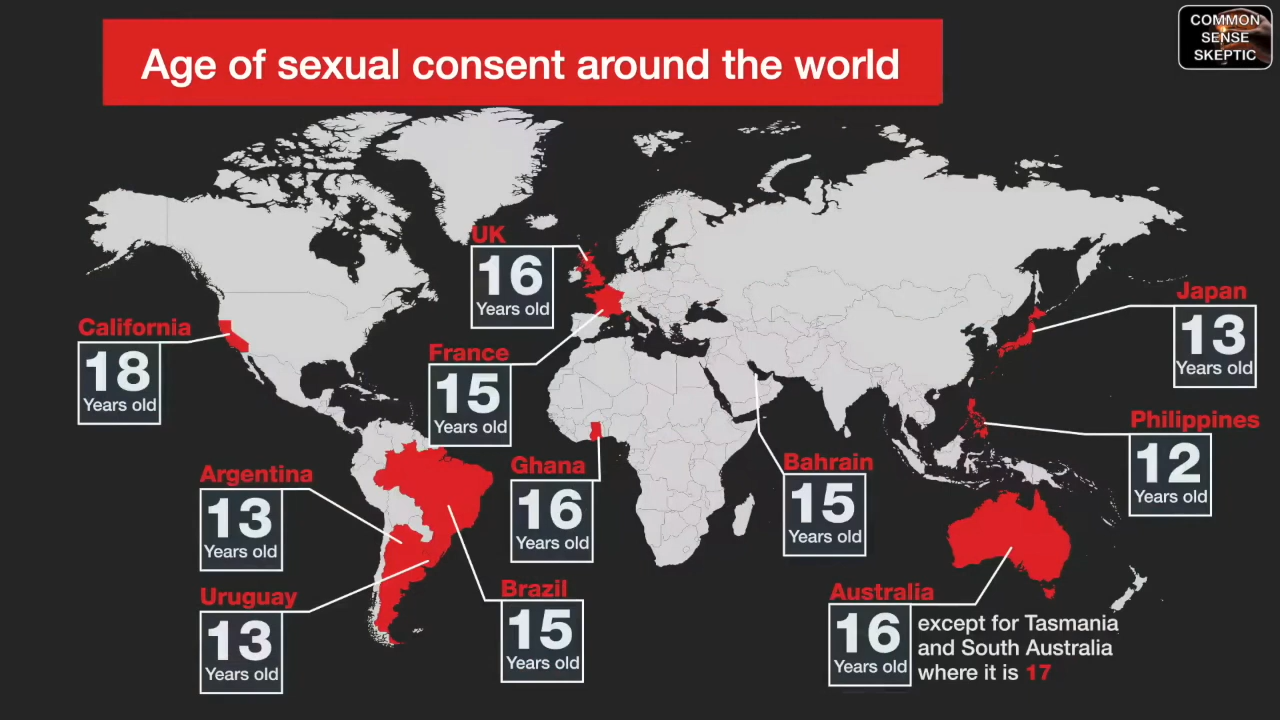 COMMON
SENSE
SKEPTIC
Age of sexual consent around the world
UK
16
Years old
California
18
Years old
France
15
Years old
Japan
13
Years old
Philippines
12
Years old
Argentina
13
Years old
Ghana
16
Years old
Bahrain
15
Years old
Uruguay
13
Years old
Brazil
15
Years old
Australia
16
Years old
except for Tasmania
and South Australia
where it is 17